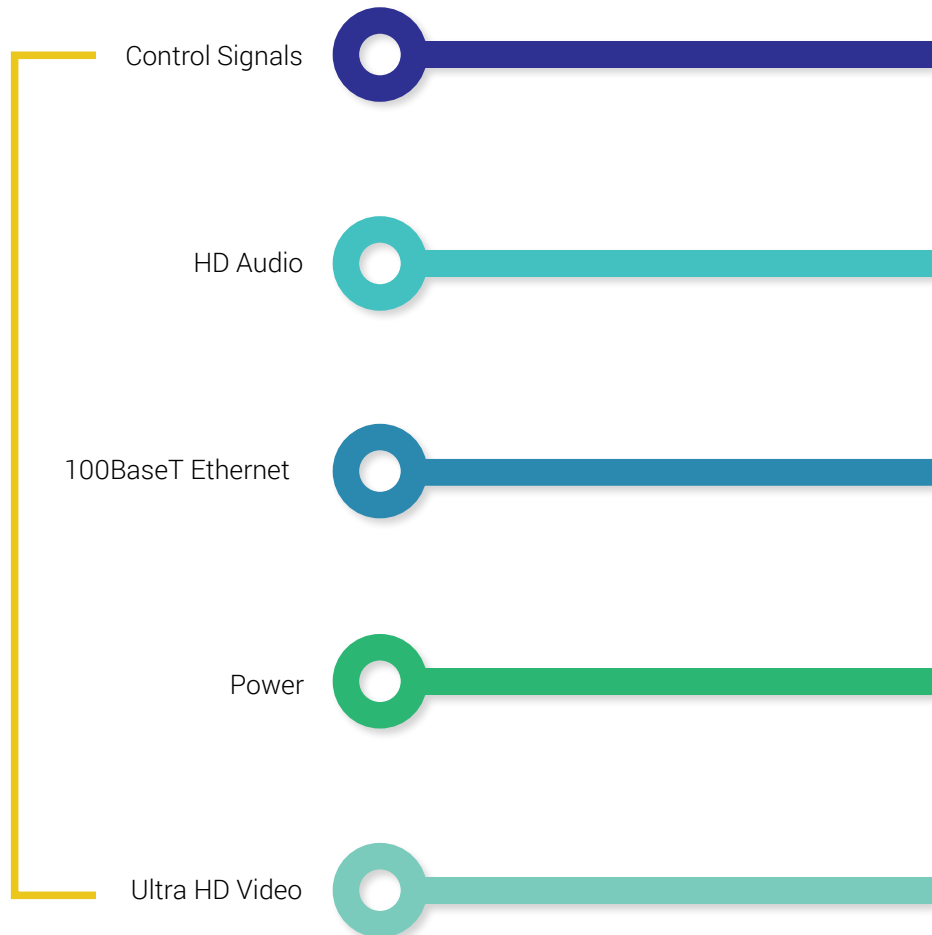 Control Signals
HD Audio
100BaseT Ethernet
Power
Ultra HD Video